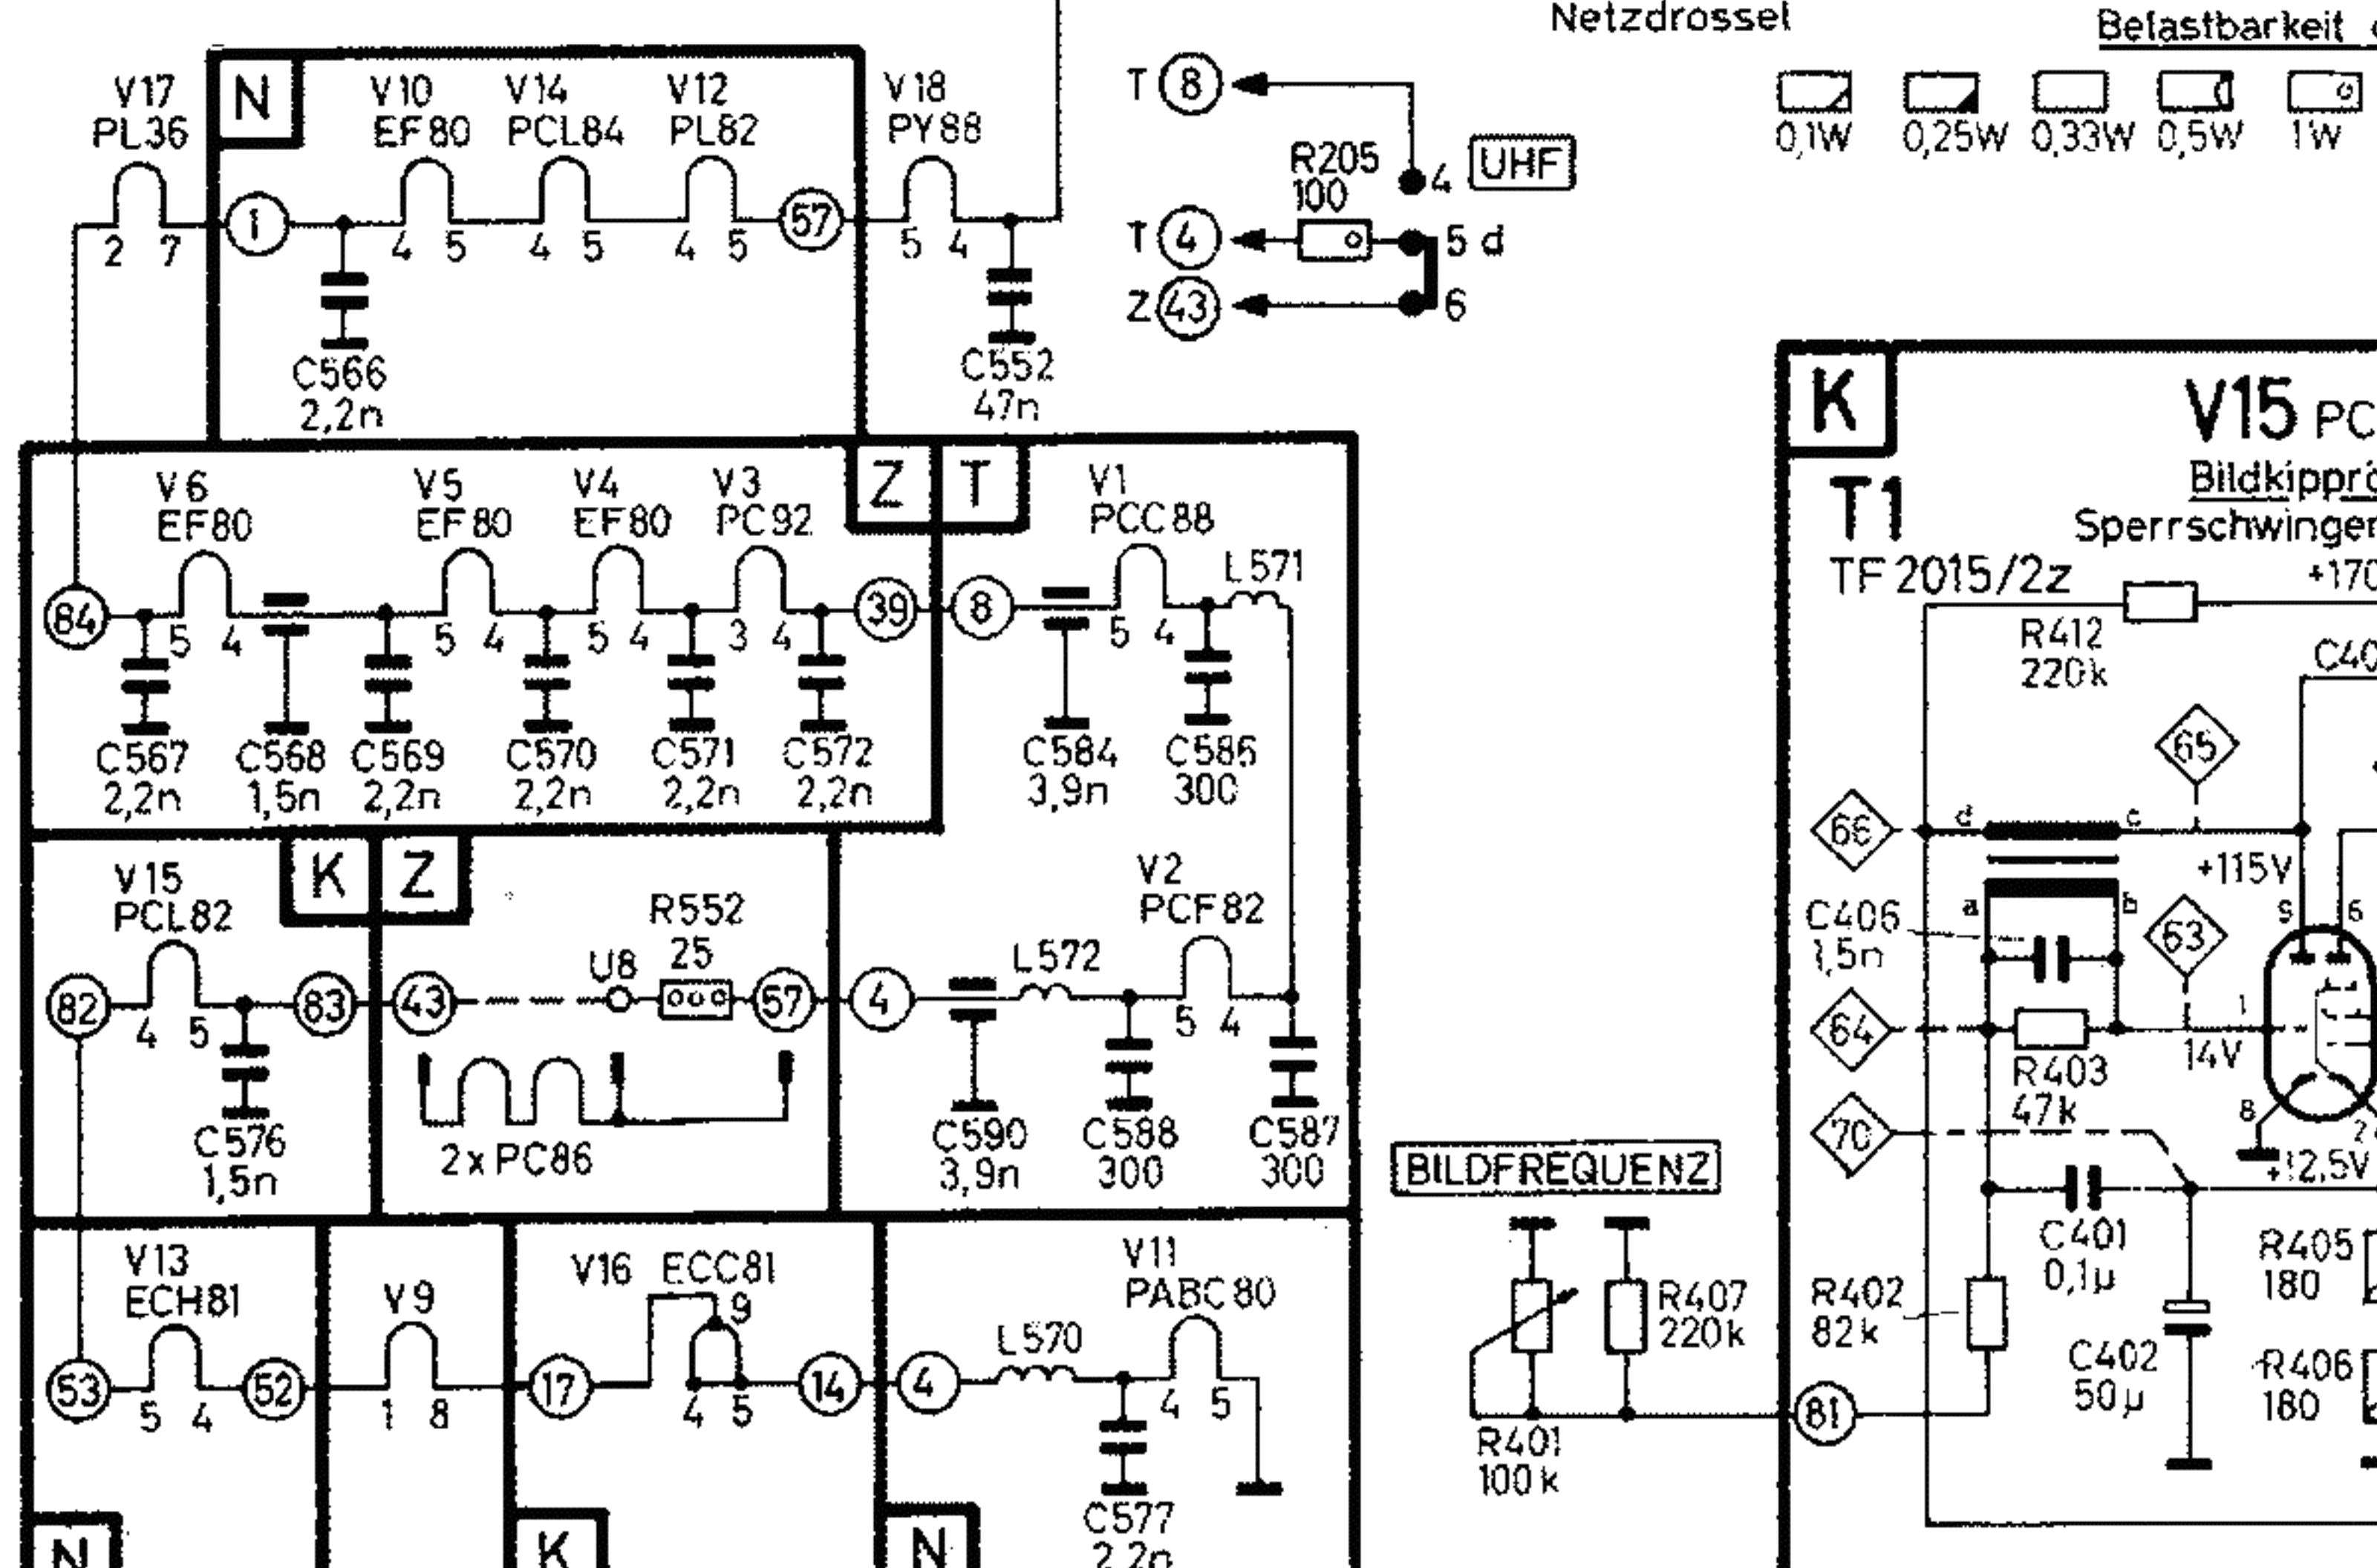 Netzdrossel
Belastbarkeit
0,1W 0,25W 0,33W 0,5W 1W
N
V17
PL36
V10
EF80
V14
PCL84
V12
PL82
V18
PY88
2 7
1
4 5
4 5
4 5
57
5 4
C566
2,2n
C552
47n
T 8
4
UHF
R205
100
T 4
5 d
Z 43
6
Z
T
V6
EF80
V5
EF80
V4
EF80
V3
PC92
V1
PCC88
L571
84
5 4
5 4
5 4
3 4
39
8
5 4
C567
2,2n
C568
1,5n
C569
2,2n
C570
2,2n
C571
2,2n
C572
2,2n
C584
3,9n
C586
300
K
Z
V15
PCL82
R552
25
U8
L572
V2
PCF82
82
4 5
83
43
57
4
5 4
C576
1,5n
2xPC86
C590
3,9n
C588
300
C587
300
V13
ECH81
V9
V16
ECC81
9
V11
PABC80
L570
53
5 4
52
1 8
17
4 5
14
4
4 5
C577
2,2n
N
K
N
BILDFREQUENZ
R407
220k
R401
100k
K
V15 PC
T1
TF2015/2z
Sperrschwinger
+170
R412
220k
C40
65
66
d c
+115V
a b
C406
1,5n
63
9 6
64
R403
47k
14V
1
8
2
70
+12,5V
C401
0,1µ
R402
82k
C402
50µ
R405
180
R406
180
81